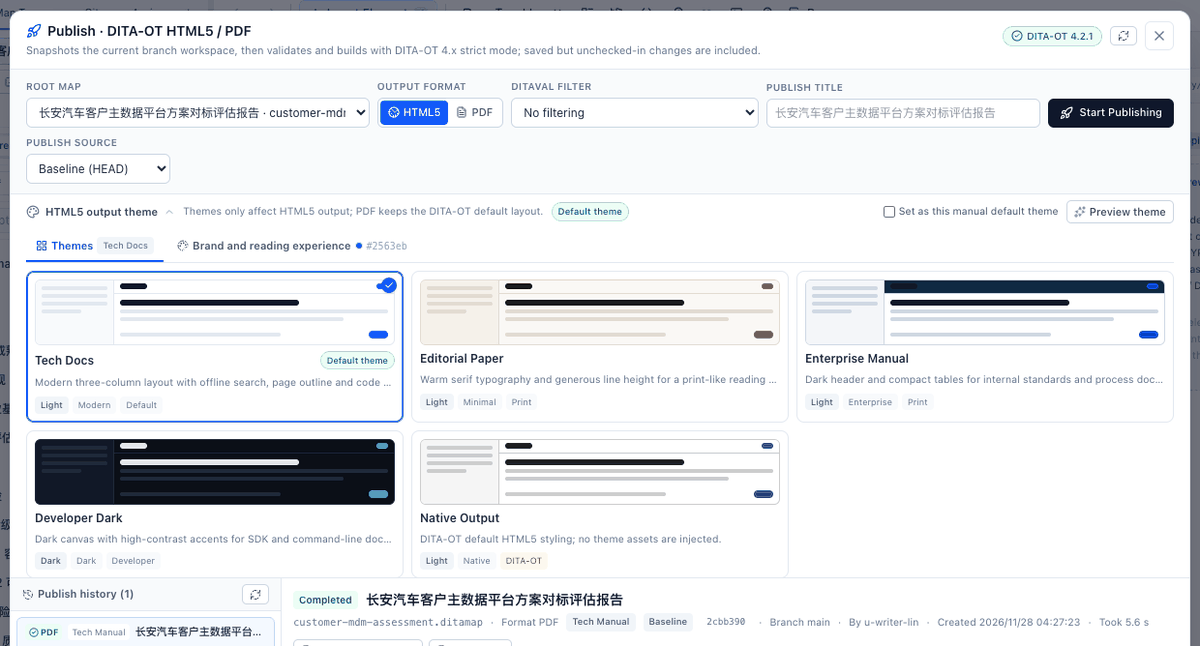 Publish · DITA-OT HTML5 / PDF
Snapshots the current branch workspace, then validates and builds with DITA-OT 4.x strict mode; saved but unchecked-in changes are included.
DITA-OT 4.2.1
ROOT MAP
OUTPUT FORMAT
DITAVAL FILTER
PUBLISH TITLE
长安汽车客户主数据平台方案对标评估报告 · customer-mdm
HTML5
PDF
No filtering
长安汽车客户主数据平台方案对标评估报告
Start Publishing
PUBLISH SOURCE
Baseline (HEAD)
HTML5 output theme
Themes only affect HTML5 output; PDF keeps the DITA-OT default layout.
Default theme
Set as this manual default theme
Preview theme
Themes
Tech Docs
Brand and reading experience
#2563eb
Tech Docs
Default theme
Modern three-column layout with offline search, page outline and code ...
Light
Modern
Default
Editorial Paper
Warm serif typography and generous line height for a print-like reading ...
Light
Minimal
Print
Enterprise Manual
Dark header and compact tables for internal standards and process doc...
Light
Enterprise
Print
Developer Dark
Dark canvas with high-contrast accents for SDK and command-line doc...
Dark
Dark
Developer
Native Output
DITA-OT default HTML5 styling; no theme assets are injected.
Light
Native
DITA-OT
Publish history (1)
PDF
Tech Manual
长安汽车客户主数据平台...
Completed
长安汽车客户主数据平台方案对标评估报告
customer-mdm-assessment.ditamap · Format PDF
Tech Manual
Baseline
2cbb390 · Branch main · By u-writer-lin · Created 2026/11/28 04:27:23 · Took 5.6 s